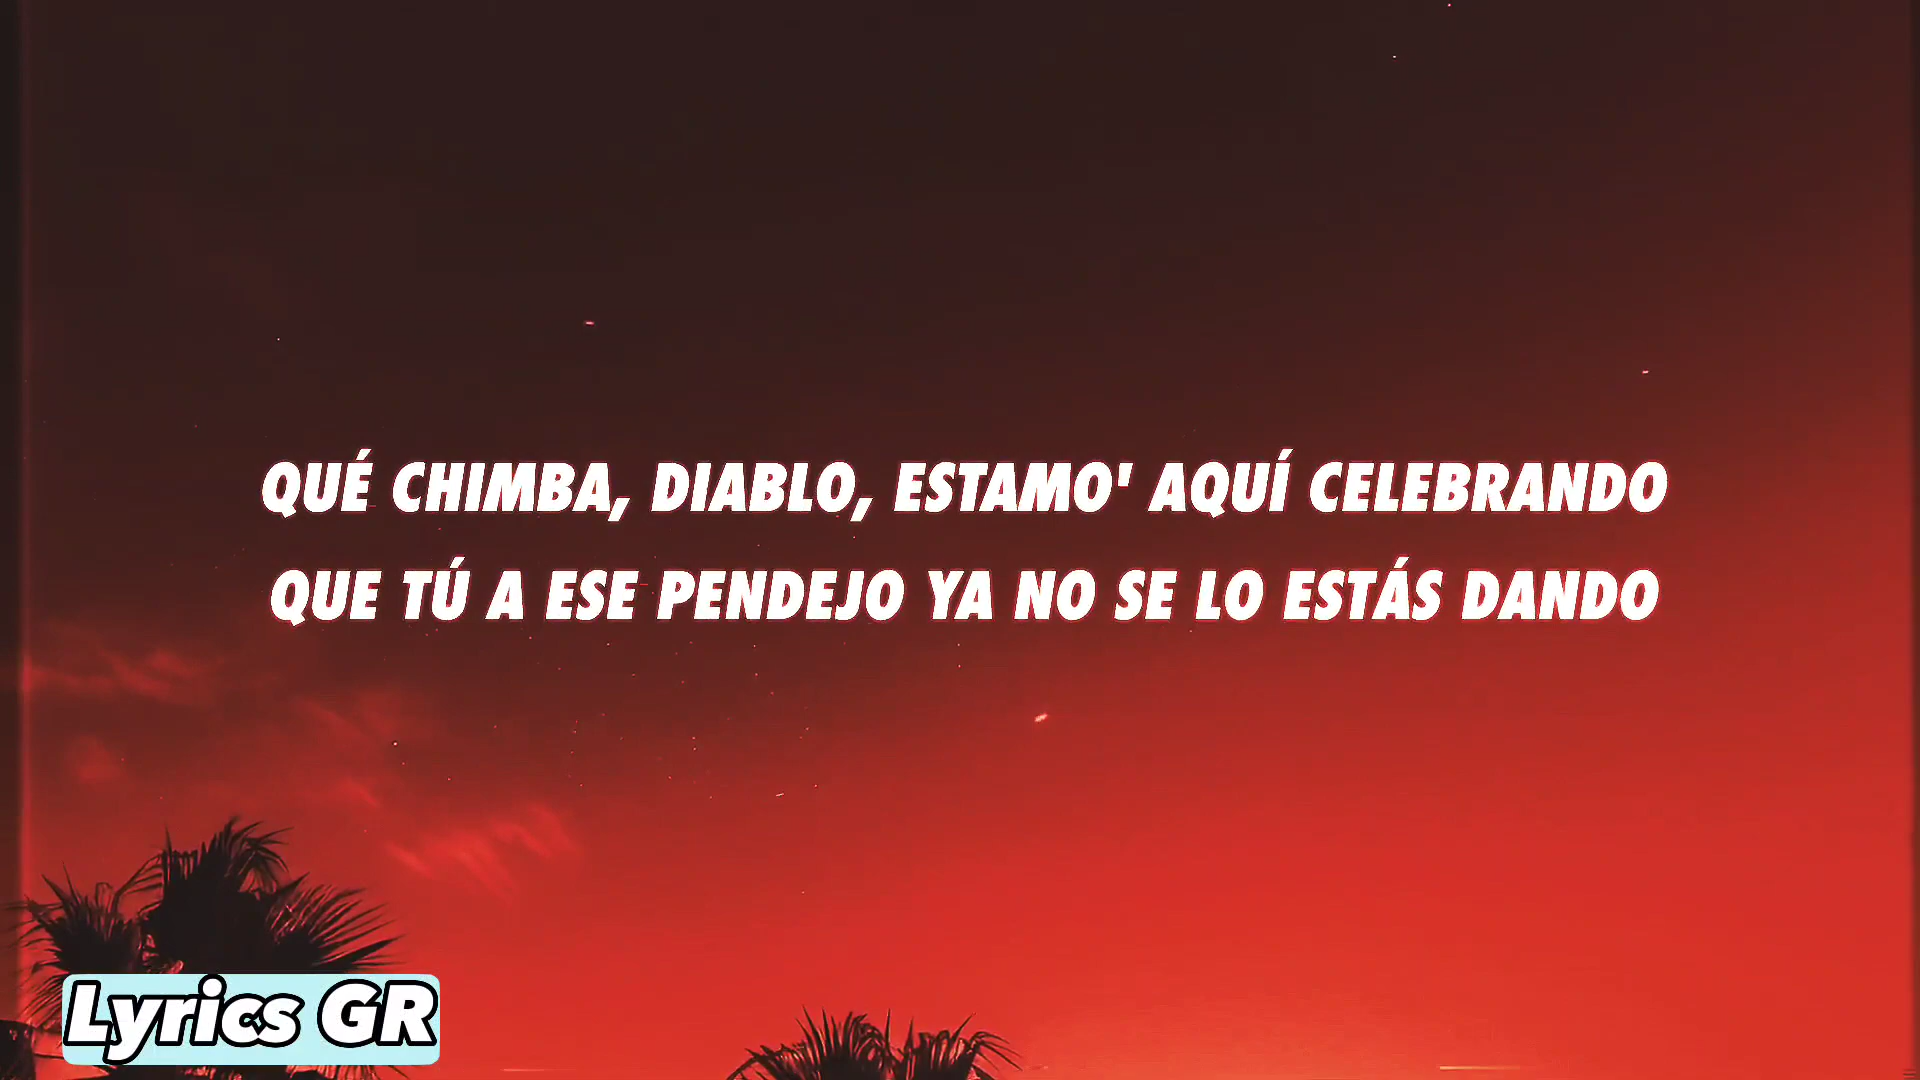 QUÉ CHIMBA, DIABLO, ESTAMO' AQUÍ CELEBRANDO
QUE TÚ A ESE PENDEJO YA NO SE LO ESTÁS DANDO
Lyrics GR